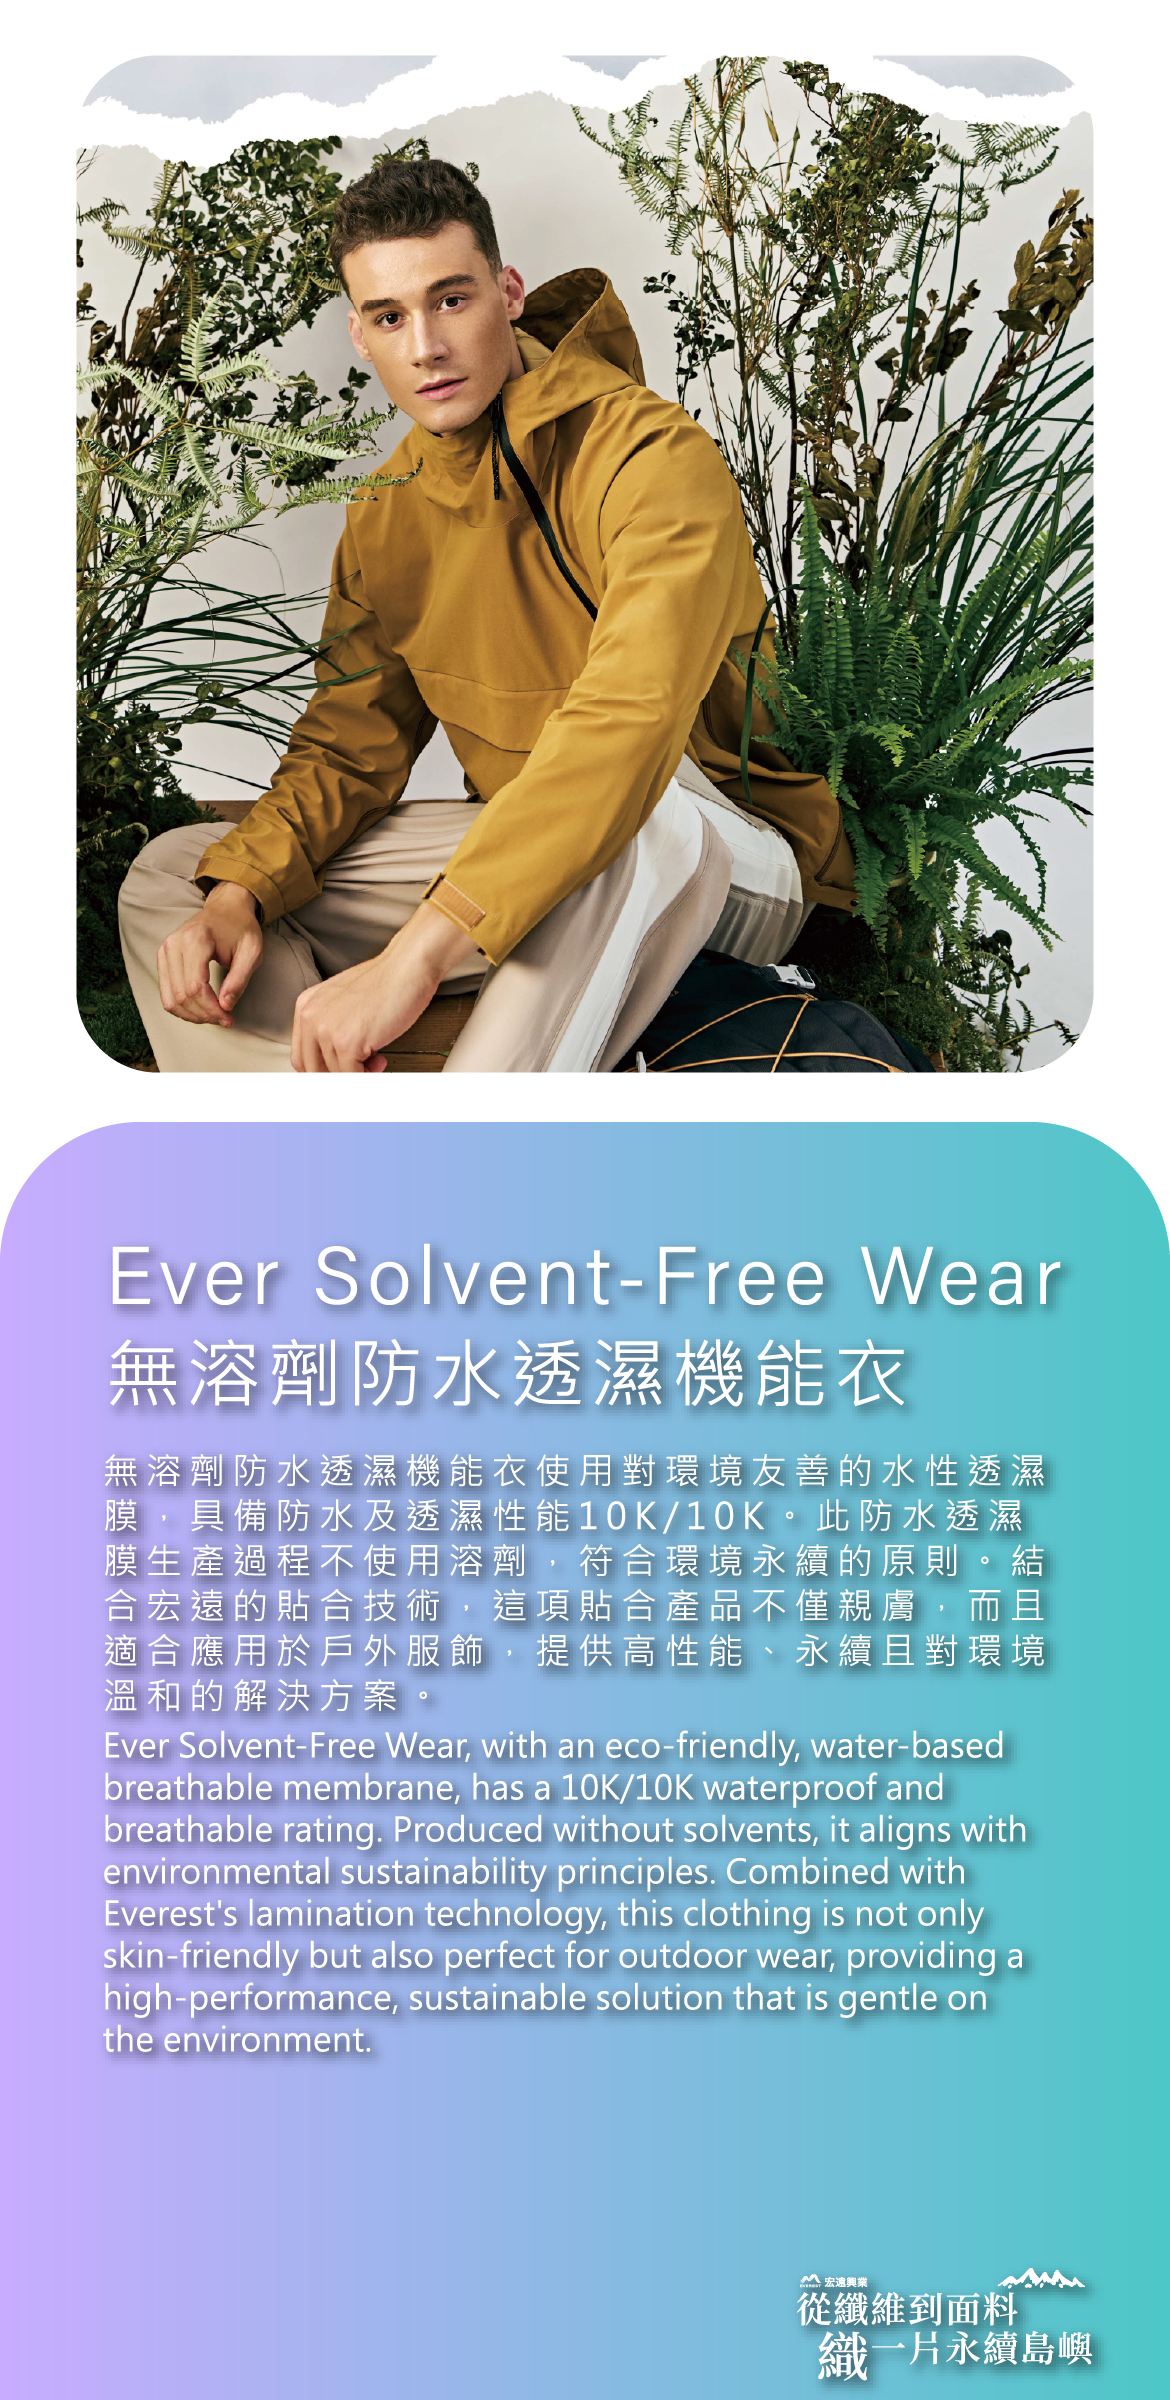 Ever Solvent-Free Wear
無溶劑防水透濕機能衣
無溶劑防水透濕機能衣使用對環境友善的水性透濕
膜，具備防水及透濕性能10K/10K。此防水透濕
膜生產過程不使用溶劑，符合環境永續的原則。結
合宏遠的貼合技術，這項貼合產品不僅親膚，而且
適合應用於戶外服飾，提供高性能、永續且對環境
溫和的解決方案。
Ever Solvent-Free Wear, with an eco-friendly, water-based
breathable membrane, has a 10K/10K waterproof and
breathable rating. Produced without solvents, it aligns with
environmental sustainability principles. Combined with
Everest's lamination technology, this clothing is not only
skin-friendly but also perfect for outdoor wear, providing a
high-performance, sustainable solution that is gentle on
the environment.
EVEREST 宏遠興業
從纖維到面料
織一片永續島嶼